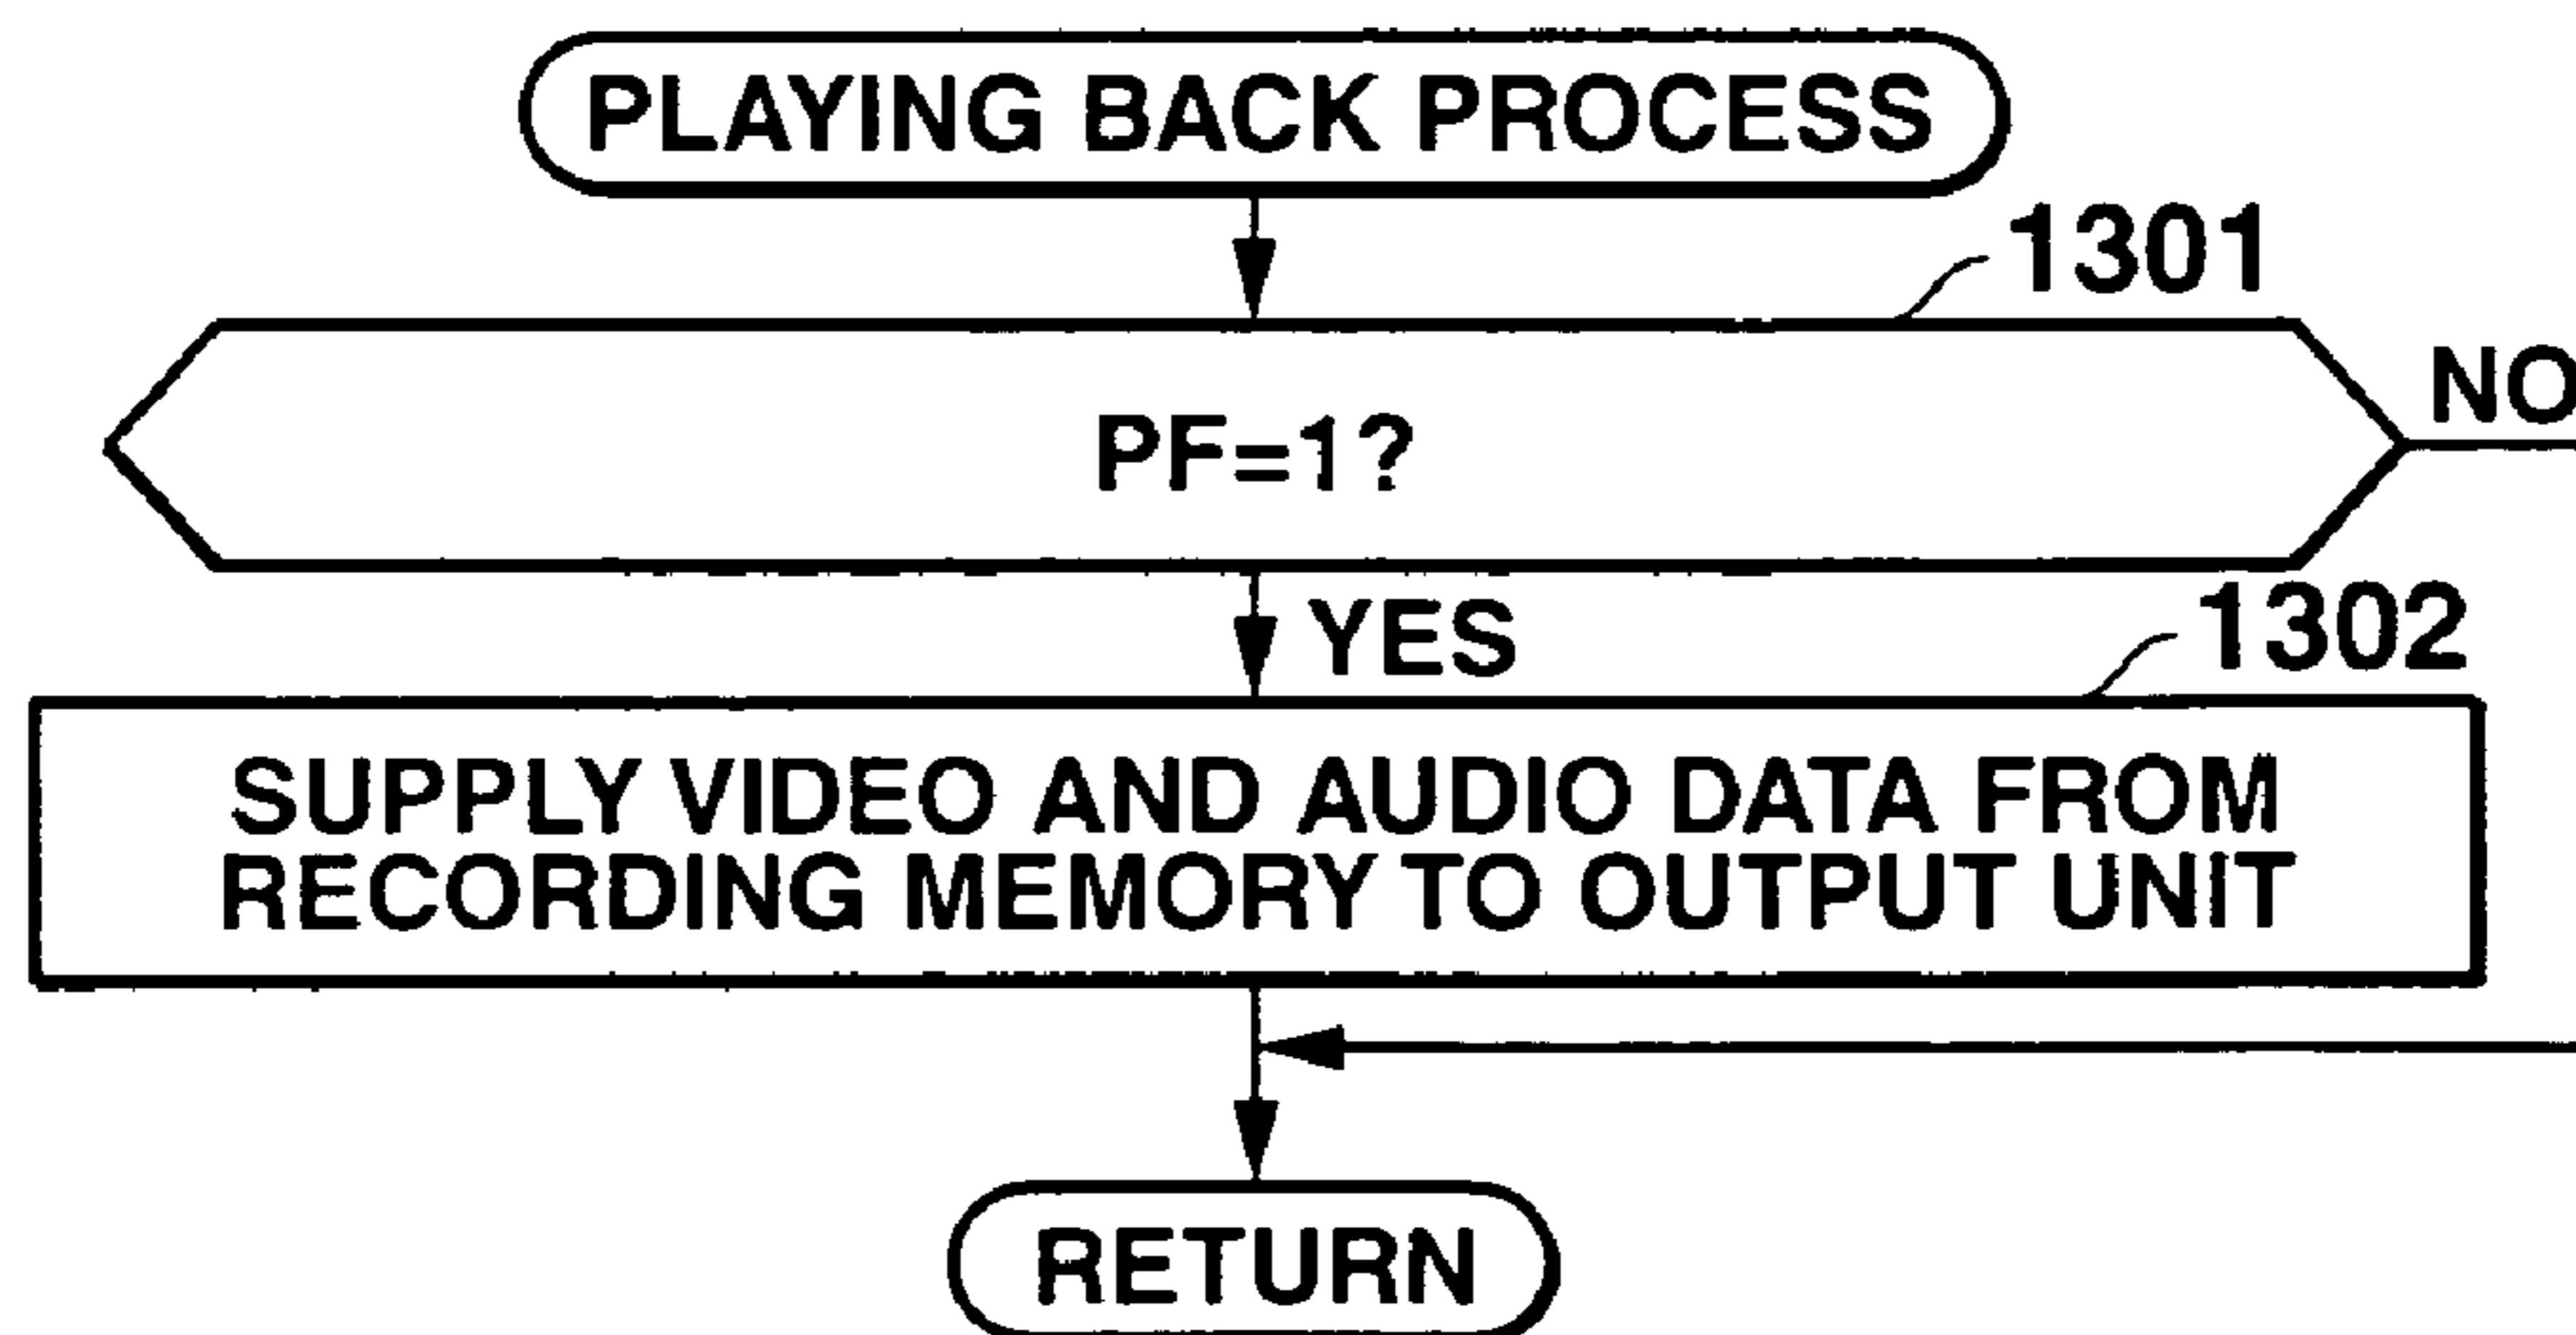 PLAYING BACK PROCESS
1301
PF=1?
NO
YES
1302
SUPPLY VIDEO AND AUDIO DATA FROM
RECORDING MEMORY TO OUTPUT UNIT
RETURN